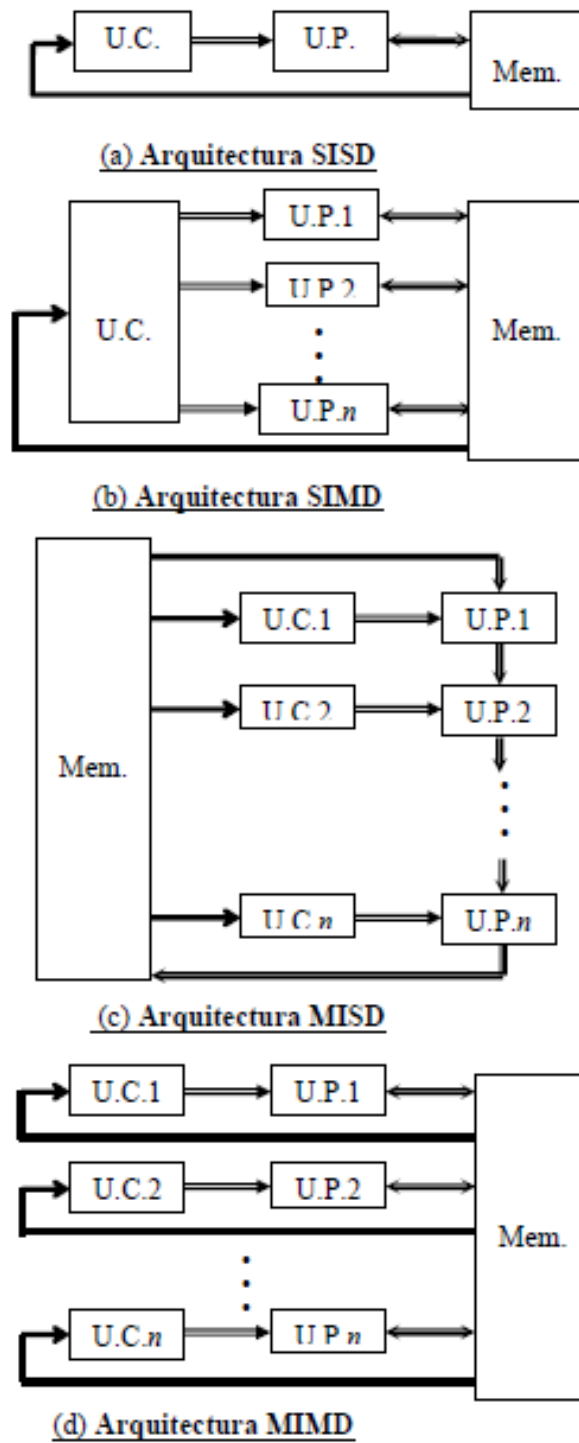 U.C. U.P. Mem.
(a) Arquitectura SISD
U.P.1
U.P.2
U.C. Mem.
U.P.n
(b) Arquitectura SIMD
U.C.1 U.P.1
U.C.2 U.P.2
Mem.
U.C.n U.P.n
(c) Arquitectura MISD
U.C.1 U.P.1
U.C.2 U.P.2
Mem.
U.C.n U.P.n
(d) Arquitectura MIMD